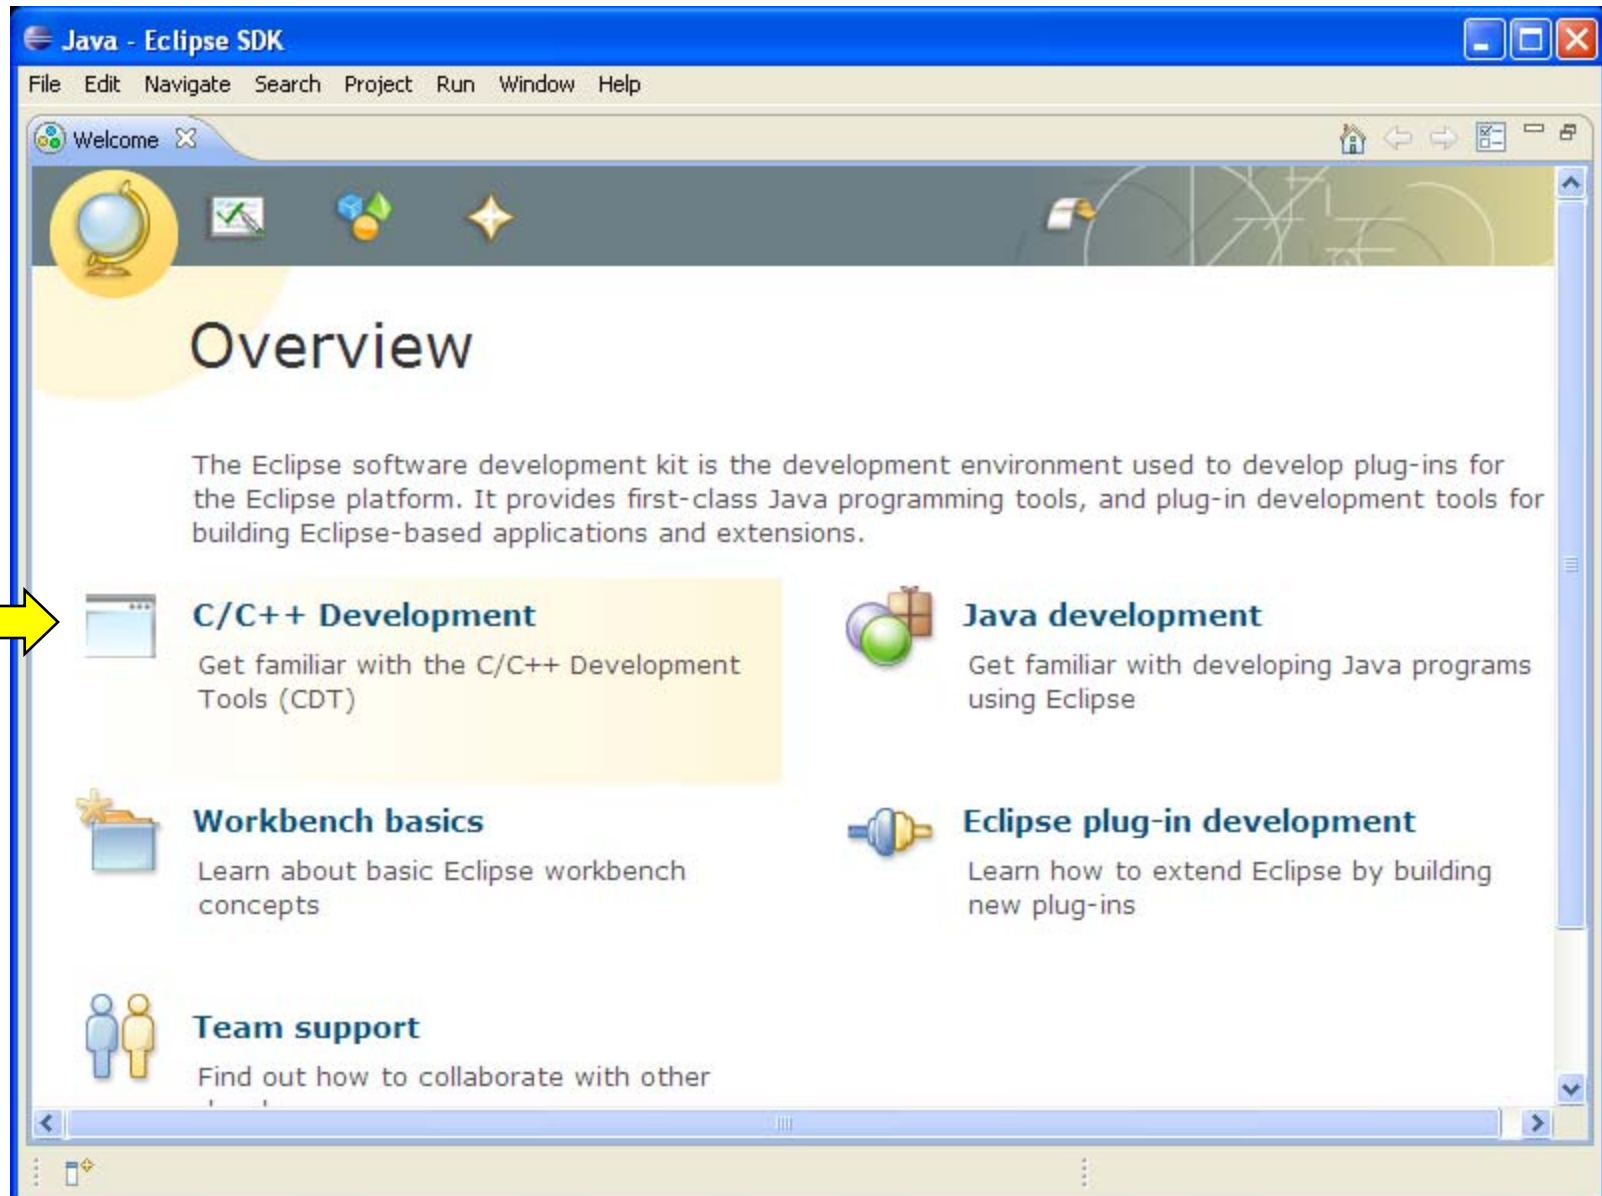 Java - Eclipse SDK
File Edit Navigate Search Project Run Window Help
Welcome
Overview
The Eclipse software development kit is the development environment used to develop plug-ins for
the Eclipse platform. It provides first-class Java programming tools, and plug-in development tools for
building Eclipse-based applications and extensions.
C/C++ Development
Get familiar with the C/C++ Development
Tools (CDT)
Java development
Get familiar with developing Java programs
using Eclipse
Workbench basics
Learn about basic Eclipse workbench
concepts
Eclipse plug-in development
Learn how to extend Eclipse by building
new plug-ins
Team support
Find out how to collaborate with other